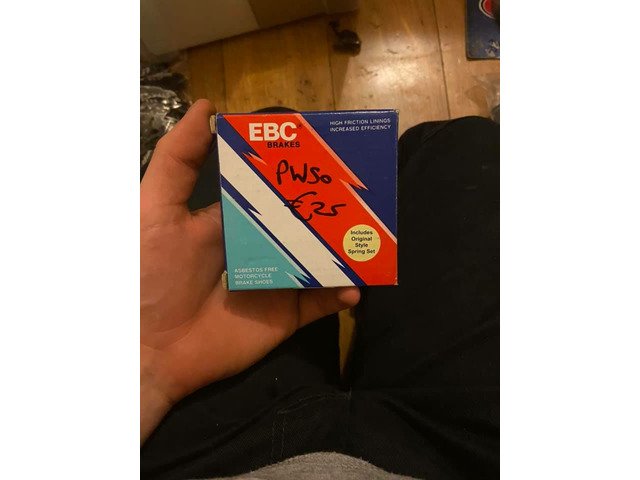 EBC
BRAKES
HIGH FRICTION LININGS
INCREASED EFFICIENCY
PW50
€25
Includes
Original
Style
Spring Set
ASBESTOS FREE
MOTORCYCLE
BRAKE SHOES